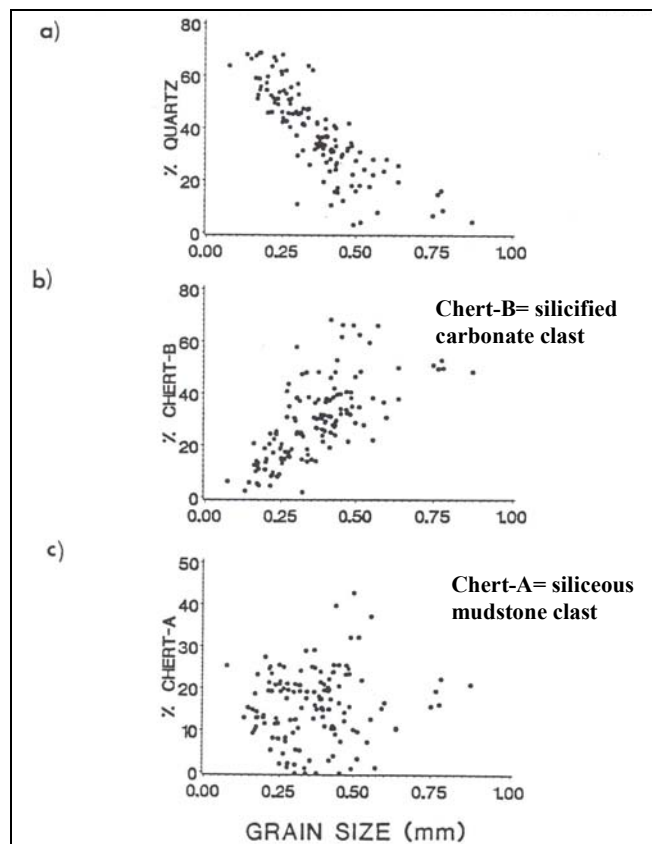 a)
80
60
40
20
0
% QUARTZ
0.00 0.25 0.50 0.75 1.00
b)
80
60
40
20
0
% CHERT-B
Chert-B= silicified
carbonate clast
0.00 0.25 0.50 0.75 1.00
c)
50
40
30
20
10
0
% CHERT-A
Chert-A= siliceous
mudstone clast
0.00 0.25 0.50 0.75 1.00
GRAIN SIZE (mm)